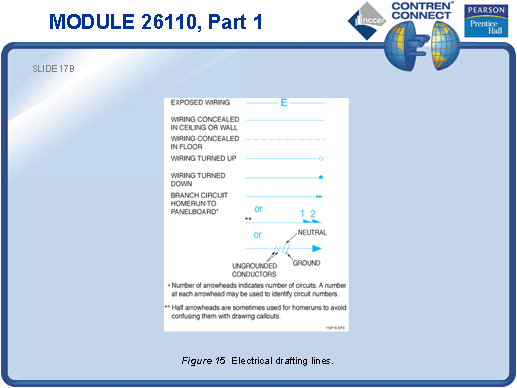 MODULE 26110, Part 1
nccer
CONTREN®
CONNECT
PEARSON
Prentice
Hall
SLIDE 17B
EXPOSED WIRING
E
WIRING CONCEALED
IN CEILING OR WALL
WIRING CONCEALED
IN FLOOR
WIRING TURNED UP
WIRING TURNED
DOWN
BRANCH CIRCUIT
HOMERUN TO
PANELBOARD*
**
or
1 2
**
or
NEUTRAL
UNGROUNDED
CONDUCTORS
GROUND
* Number of arrowheads indicates number of circuits. A number
at each arrowhead may be used to identify circuit numbers.
** Half arrowheads are sometimes used for homeruns to avoid
confusing them with drawing callouts.
Figure 15 Electrical drafting lines.